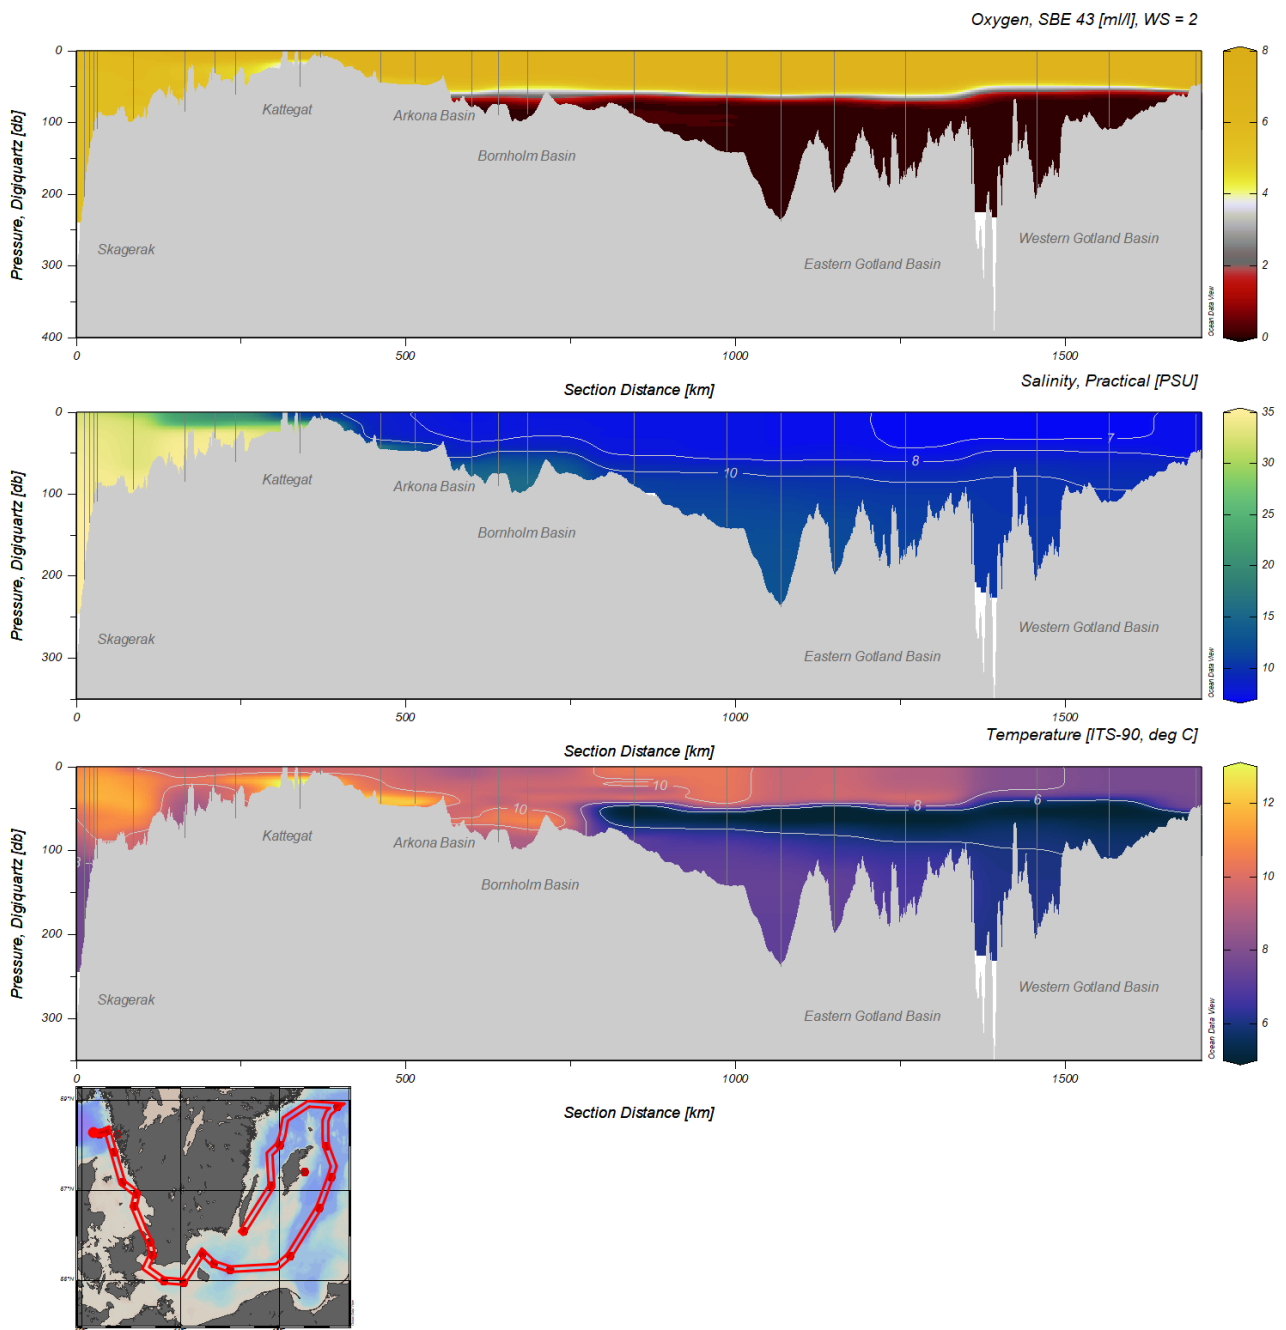 Oxygen, SBE 43 [ml/l], WS = 2
Pressure, Digiquartz [db]
0
100
200
300
400
Kattegat
Arkona Basin
Bornholm Basin
Skagerak
Eastern Gotland Basin
Western Gotland Basin
Ocean Data View
8
6
4
2
0
0
500
1000
1500
Section Distance [km]
Salinity, Practical [PSU]
Pressure, Digiquartz [db]
0
100
200
300
7
8
10
Kattegat
Arkona Basin
Bornholm Basin
Skagerak
Eastern Gotland Basin
Western Gotland Basin
Ocean Data View
35
30
25
20
15
10
0
500
1000
1500
Section Distance [km]
Temperature [ITS-90, deg C]
Pressure, Digiquartz [db]
0
100
200
300
10
10
8
6
Kattegat
Arkona Basin
Bornholm Basin
Skagerak
Eastern Gotland Basin
Western Gotland Basin
Ocean Data View
12
10
8
6
0
500
1000
1500
Section Distance [km]